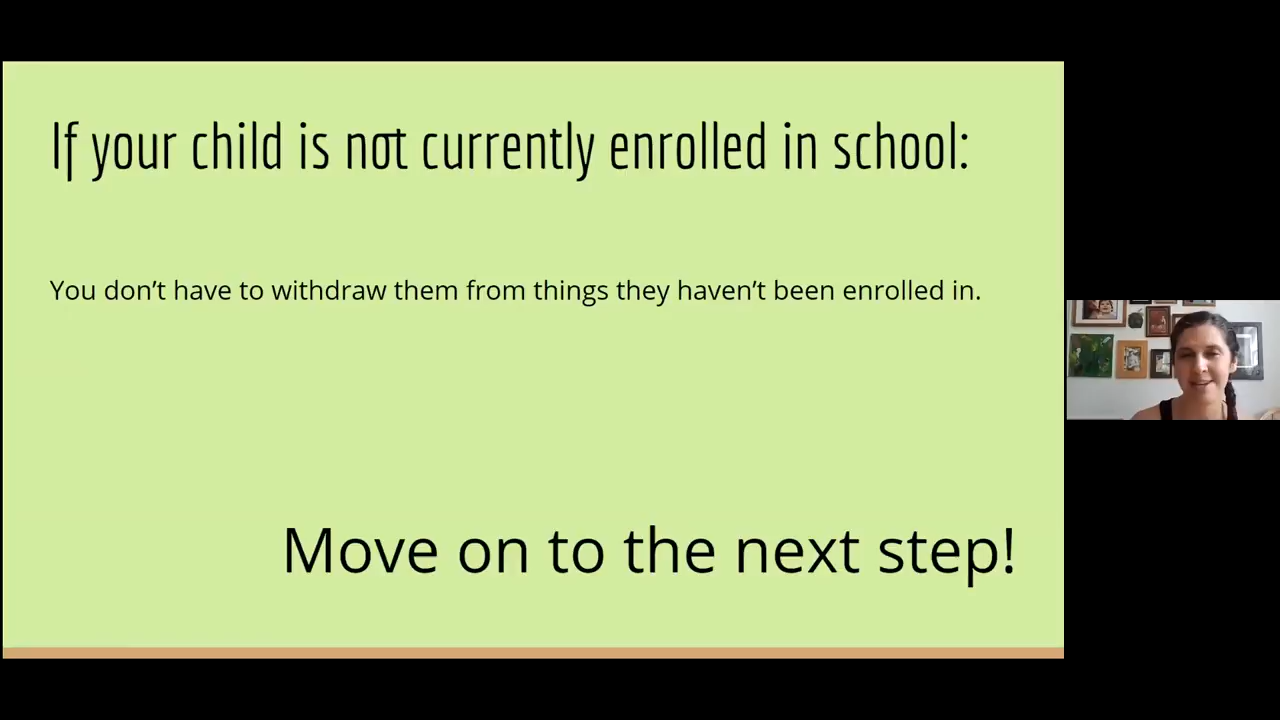 If your child is not currently enrolled in school:
You don’t have to withdraw them from things they haven’t been enrolled in.
Move on to the next step!